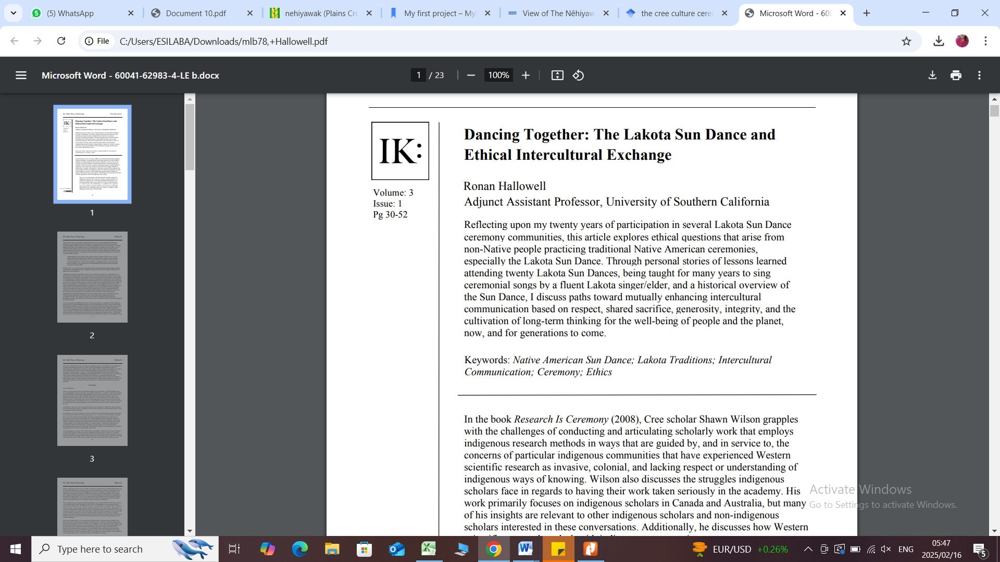 (5) WhatsApp
Document 10.pdf
nehiyawak (Plains Cre
My first project – My
View of The Nêhiyaw
the cree culture cerer
Microsoft Word - 600
File
C:/Users/ESILABA/Downloads/mlb78,+Hallowell.pdf
Microsoft Word - 60041-62983-4-LE b.docx
1 / 23
100%
1
2
3
IK:
Volume: 3
Issue: 1
Pg 30-52
Dancing Together: The Lakota Sun Dance and
Ethical Intercultural Exchange
Ronan Hallowell
Adjunct Assistant Professor, University of Southern California
Reflecting upon my twenty years of participation in several Lakota Sun Dance
ceremony communities, this article explores ethical questions that arise from
non-Native people practicing traditional Native American ceremonies,
especially the Lakota Sun Dance. Through personal stories of lessons learned
attending twenty Lakota Sun Dances, being taught for many years to sing
ceremonial songs by a fluent Lakota singer/elder, and a historical overview of
the Sun Dance, I discuss paths toward mutually enhancing intercultural
communication based on respect, shared sacrifice, generosity, integrity, and the
cultivation of long-term thinking for the well-being of people and the planet,
now, and for generations to come.
Keywords: Native American Sun Dance; Lakota Traditions; Intercultural
Communication; Ceremony; Ethics
In the book Research Is Ceremony (2008), Cree scholar Shawn Wilson grapples
with the challenges of conducting and articulating scholarly work that employs
indigenous research methods in ways that are guided by, and in service to, the
concerns of particular indigenous communities that have experienced Western
scientific research as invasive, colonial, and lacking respect or understanding of
indigenous ways of knowing. Wilson also discusses the struggles indigenous
scholars face in regards to having their work taken seriously in the academy. His
work primarily focuses on indigenous scholars in Canada and Australia, but many
of his insights are relevant to other indigenous scholars and non-indigenous
scholars interested in these conversations. Additionally, he discusses how Western
Activate Windows
Go to Settings to activate Windows.
Type here to search
EUR/USD +0.26%
ENG
05:47
2025/02/16
5